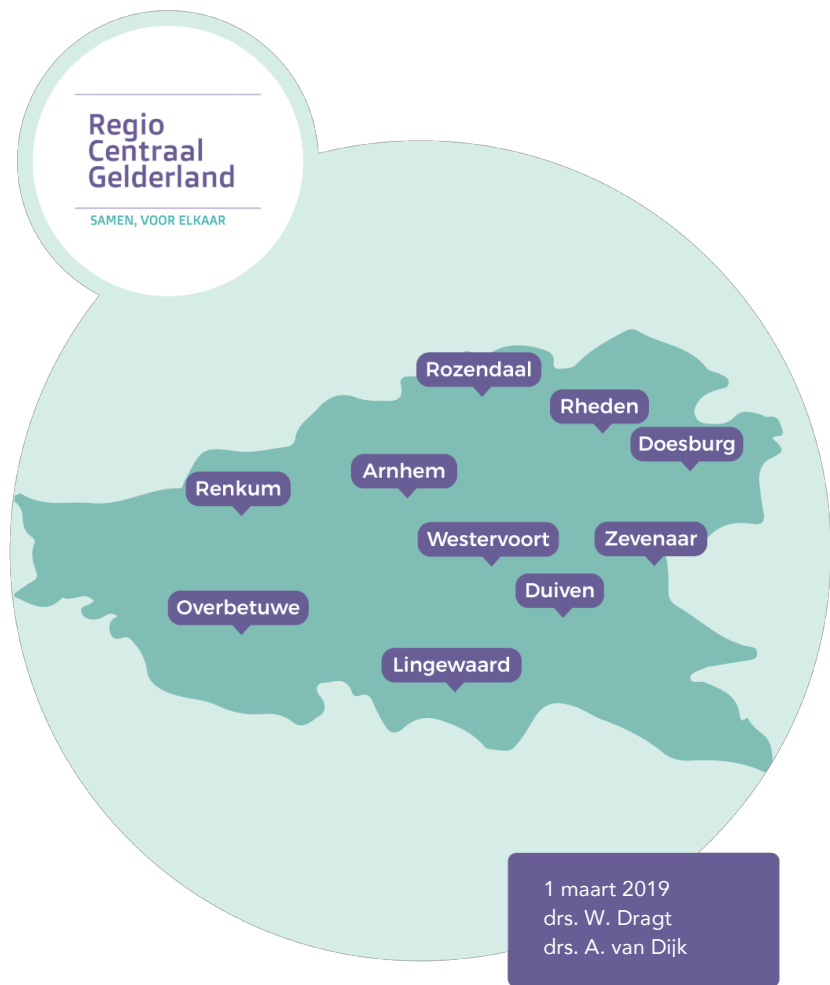 Regio
Centraal
Gelderland
SAMEN, VOOR ELKAAR
Rozendaal
Rheden
Doesburg
Arnhem
Renkum
Westervoort
Zevenaar
Duiven
Overbetuwe
Lingewaard
1 maart 2019
drs. W. Dragt
drs. A. van Dijk